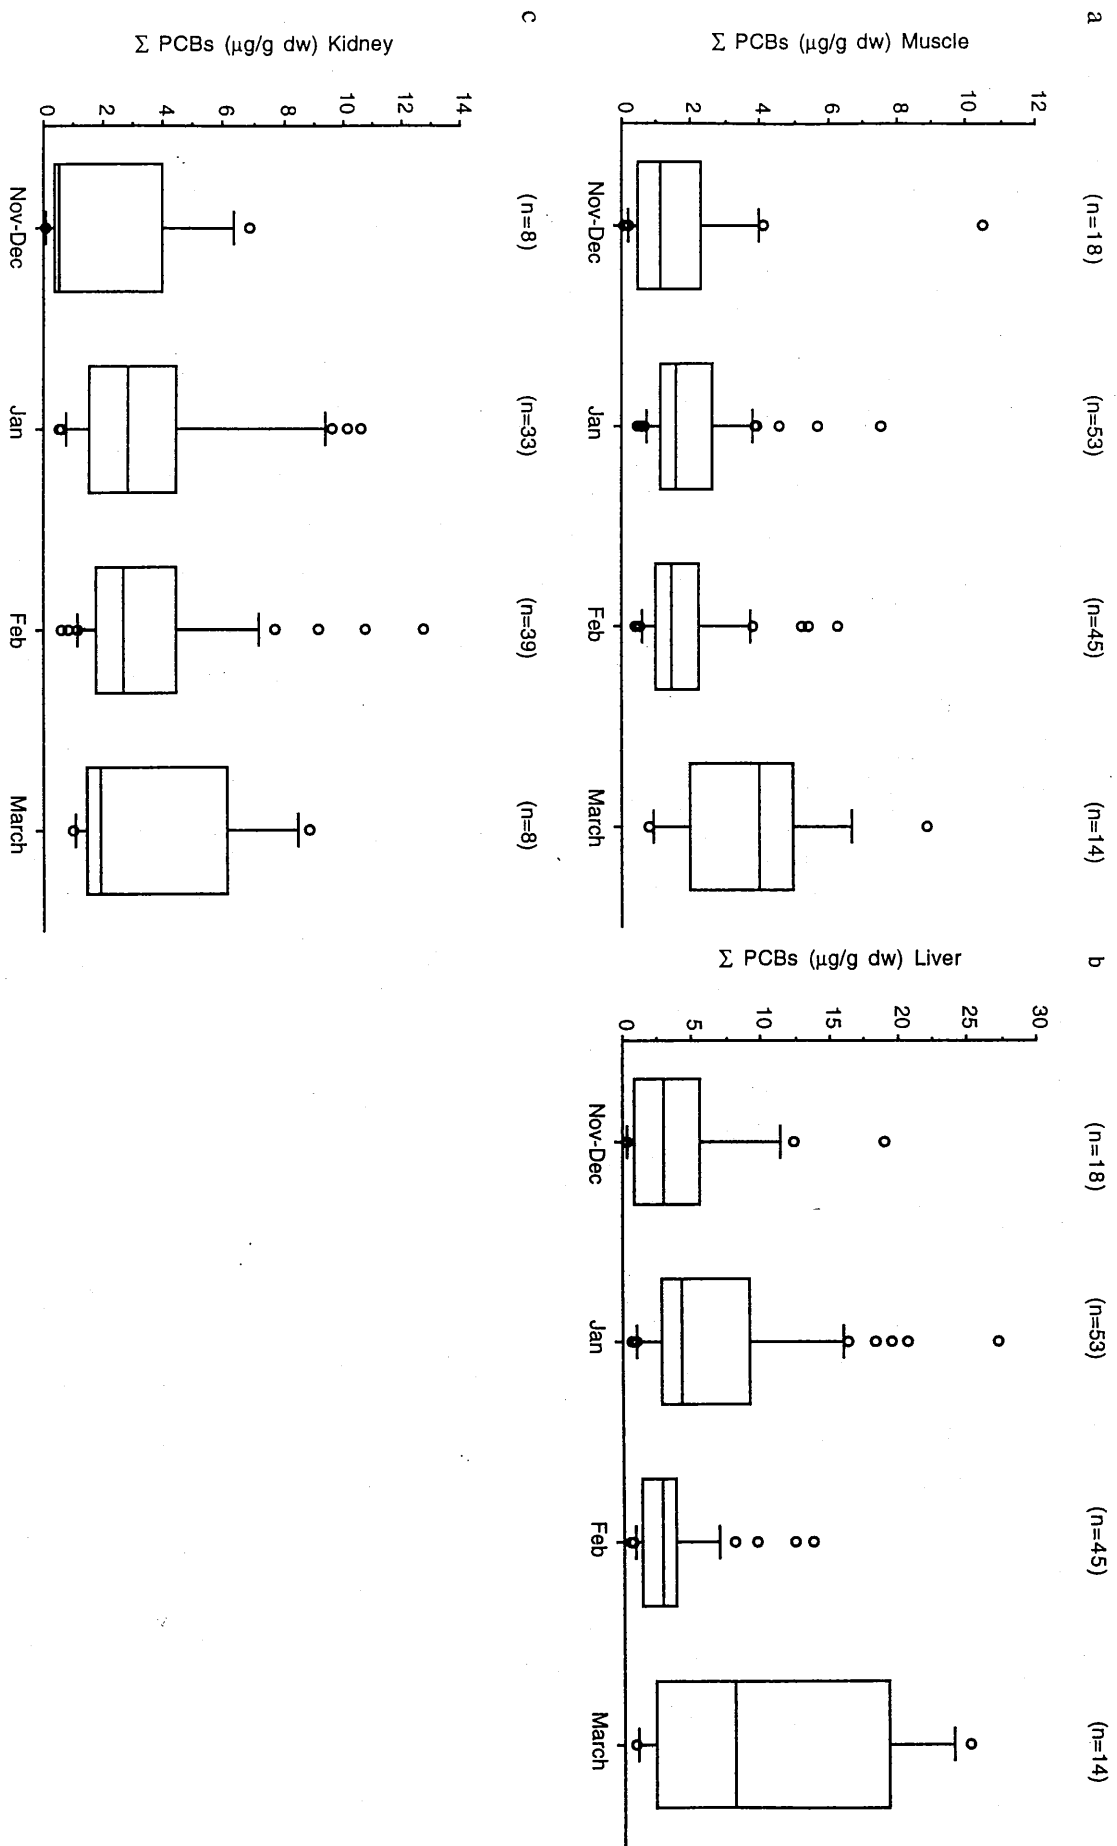 a
(n=18) (n=53) (n=45) (n=14)
Σ PCBs (µg/g dw) Muscle
12
10
8
6
4
2
0
Nov-Dec Jan Feb March
b
(n=18) (n=53) (n=45) (n=14)
Σ PCBs (µg/g dw) Liver
30
25
20
15
10
5
0
Nov-Dec Jan Feb March
c
(n=8) (n=33) (n=39) (n=8)
Σ PCBs (µg/g dw) Kidney
14
12
10
8
6
4
2
0
Nov-Dec Jan Feb March